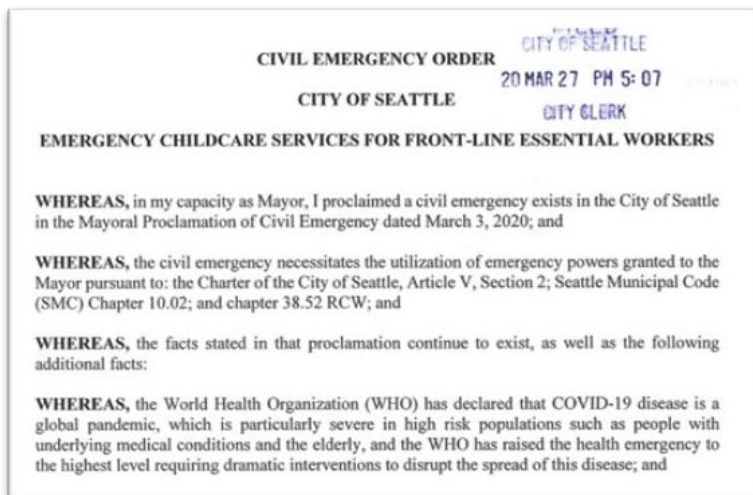 FILED
CITY OF SEATTLE
CIVIL EMERGENCY ORDER
20 MAR 27 PM 5:07
CITY OF SEATTLE
CITY CLERK
EMERGENCY CHILDCARE SERVICES FOR FRONT-LINE ESSENTIAL WORKERS
WHEREAS, in my capacity as Mayor, I proclaimed a civil emergency exists in the City of Seattle
in the Mayoral Proclamation of Civil Emergency dated March 3, 2020; and
WHEREAS, the civil emergency necessitates the utilization of emergency powers granted to the
Mayor pursuant to: the Charter of the City of Seattle, Article V, Section 2; Seattle Municipal Code
(SMC) Chapter 10.02; and chapter 38.52 RCW; and
WHEREAS, the facts stated in that proclamation continue to exist, as well as the following
additional facts:
WHEREAS, the World Health Organization (WHO) has declared that COVID-19 disease is a
global pandemic, which is particularly severe in high risk populations such as people with
underlying medical conditions and the elderly, and the WHO has raised the health emergency to
the highest level requiring dramatic interventions to disrupt the spread of this disease; and